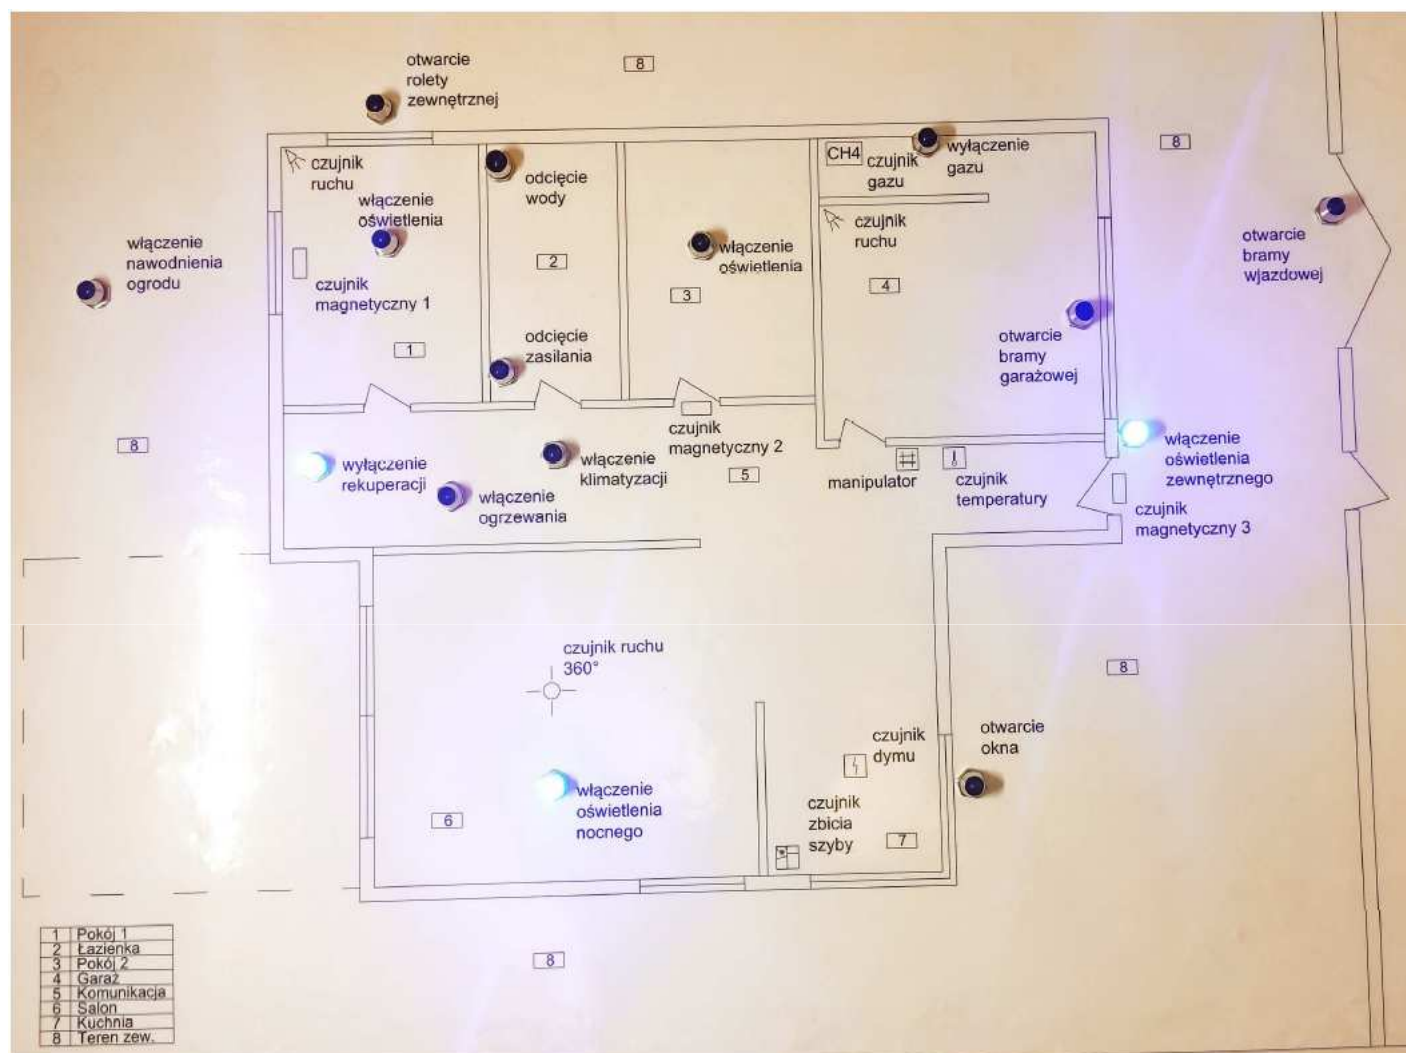 otwarcie
rolety
zewnętrznej
8
czujnik
ruchu
włączenie
oświetlenia
odcięcie
wody
CH4
czujnik
gazu
wyłączenie
gazu
8
włączenie
nawodnienia
ogrodu
czujnik
magnetyczny 1
2
włączenie
oświetlenia
3
czujnik
ruchu
4
otwarcie
bramy
wjazdowej
1
odcięcie
zasilania
otwarcie
bramy
garażowej
8
wyłączenie
rekuperacji
włączenie
ogrzewania
włączenie
klimatyzacji
czujnik
magnetyczny 2
5
manipulator
czujnik
temperatury
włączenie
oświetlenia
zewnętrznego
czujnik
magnetyczny 3
czujnik ruchu
360°
8
czujnik
dymu
otwarcie
okna
włączenie
oświetlenia
nocnego
6
czujnik
zbicia
szyby
7
8
1 Pokój 1
2 Łazienka
3 Pokój 2
4 Garaż
5 Komunikacja
6 Salon
7 Kuchnia
8 Teren zew.